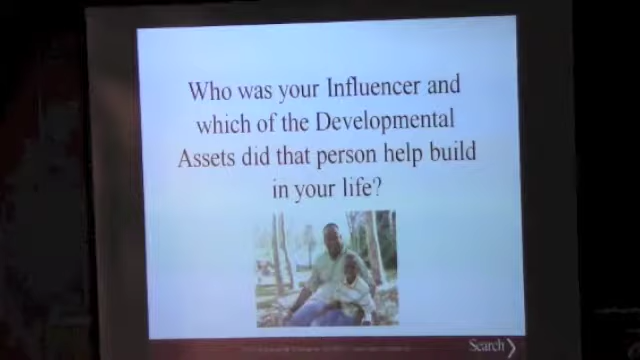 Who was your Influencer and
which of the Developmental
Assets did that person help build
in your life?
Search